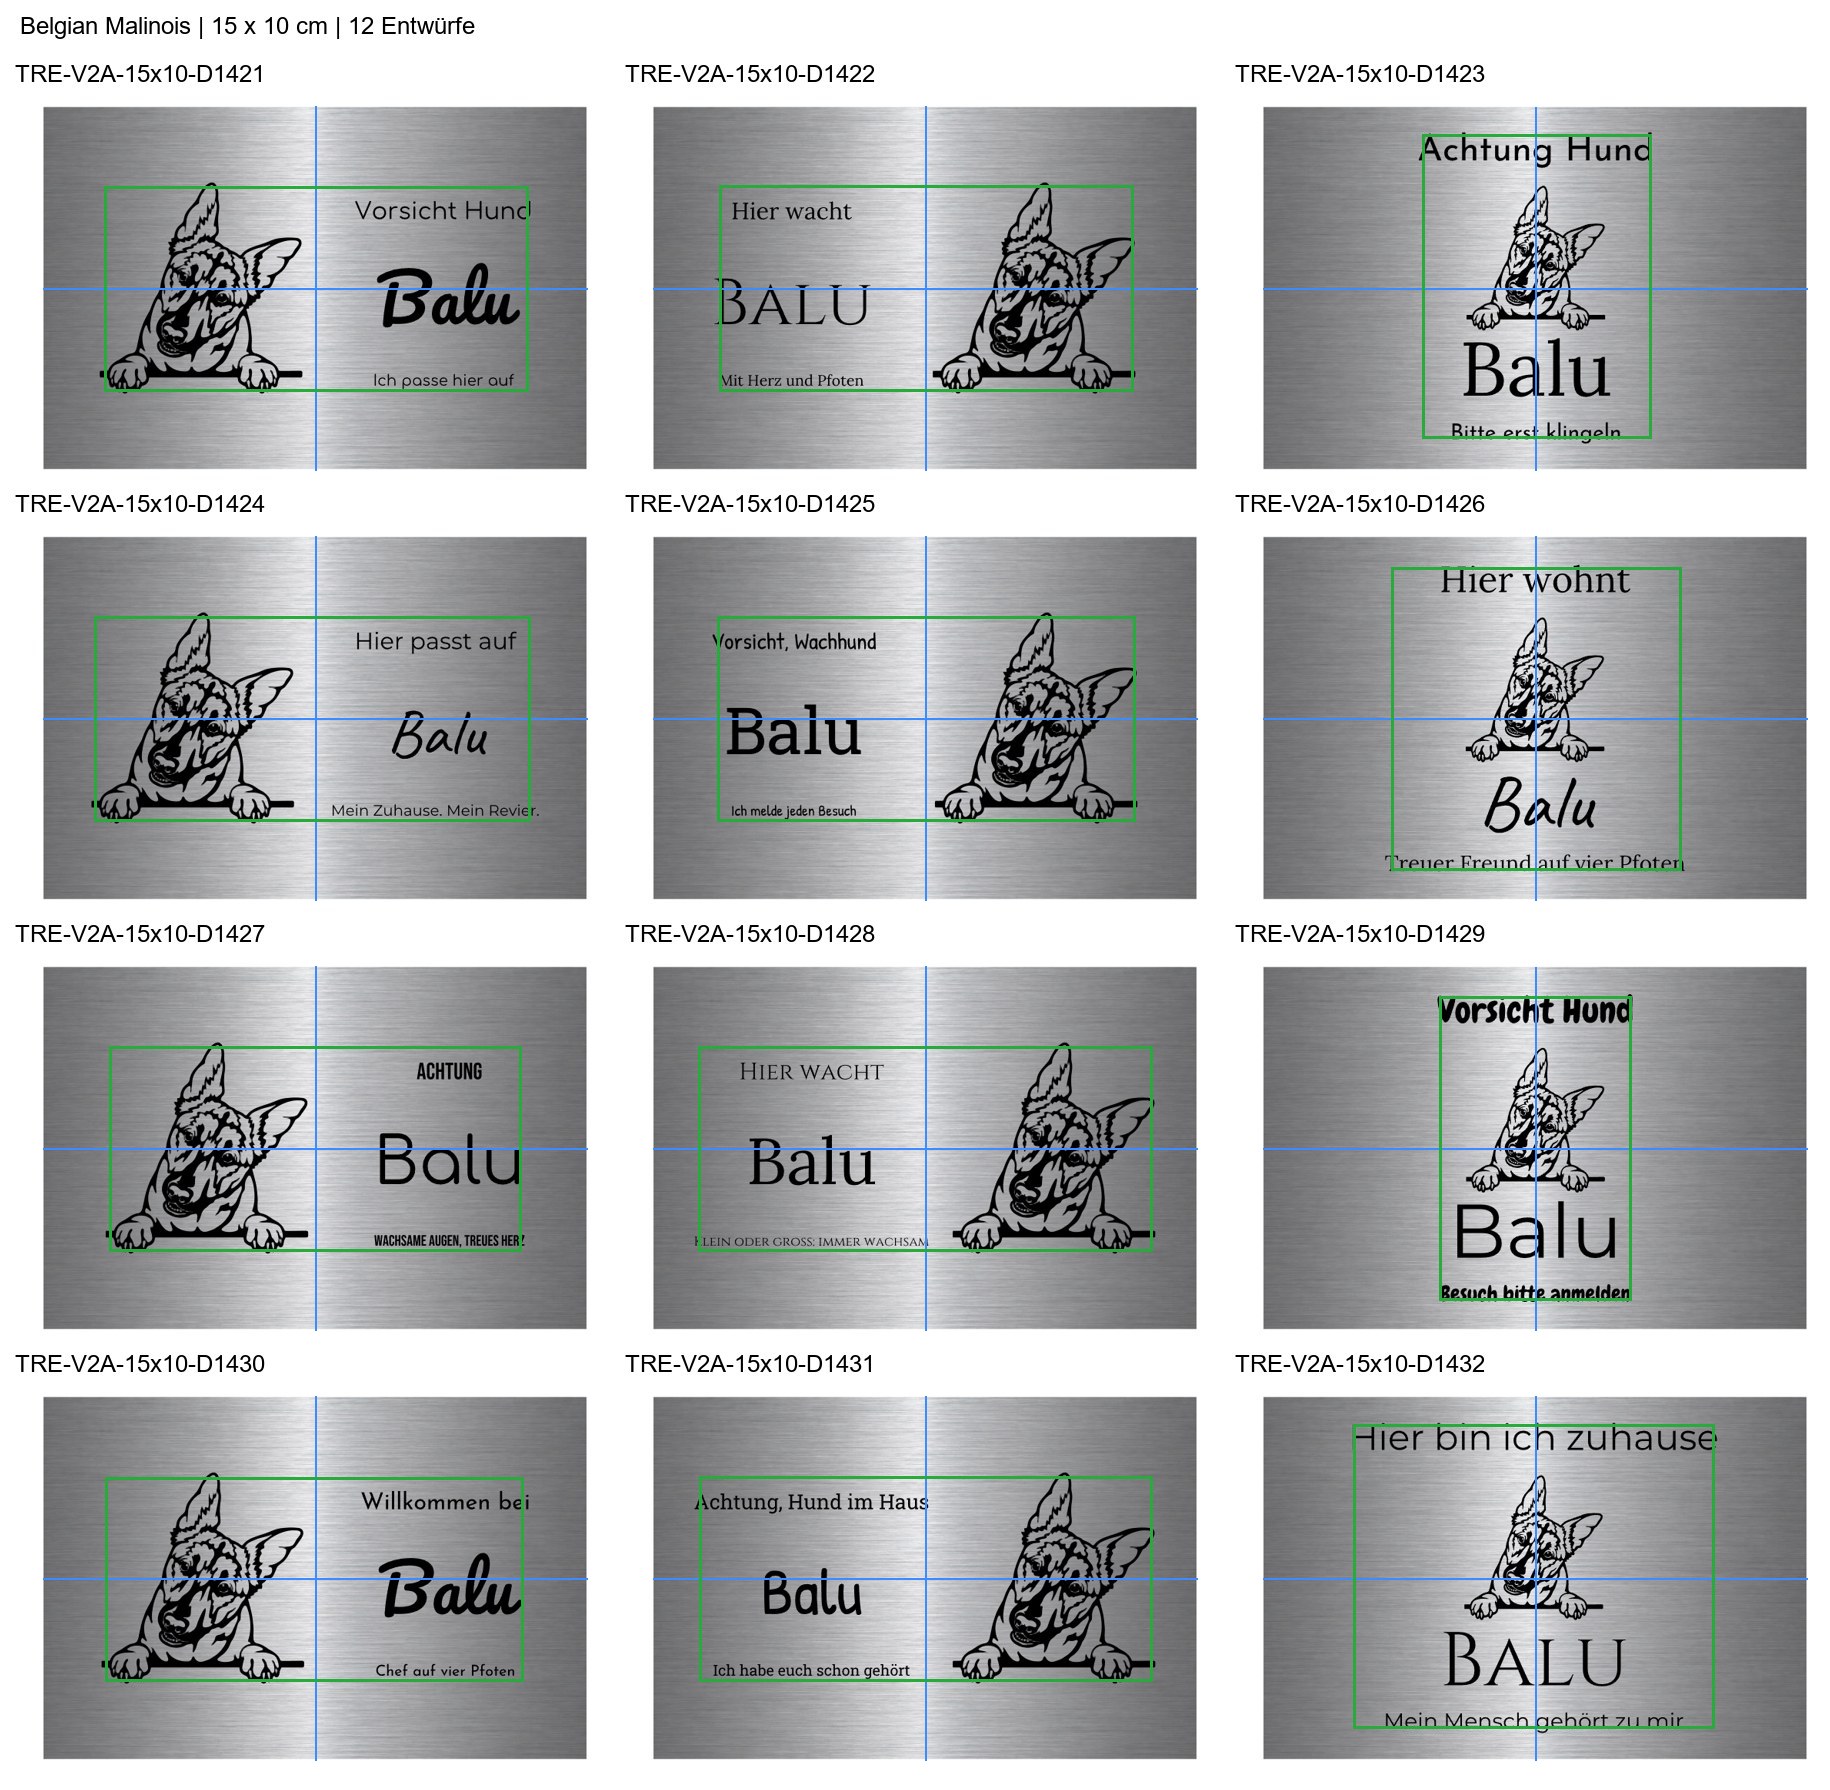 Belgian Malinois | 15 x 10 cm | 12 Entwürfe
TRE-V2A-15x10-D1421
Vorsicht Hund
Balu
Ich passe hier auf
TRE-V2A-15x10-D1422
Hier wacht
BALU
Mit Herz und Pfoten
TRE-V2A-15x10-D1423
Achtung Hund
Balu
Bitte erst klingeln
TRE-V2A-15x10-D1424
Hier passt auf
Balu
Mein Zuhause. Mein Revier.
TRE-V2A-15x10-D1425
Vorsicht, Wachhund
Balu
Ich melde jeden Besuch
TRE-V2A-15x10-D1426
Hier wohnt
Balu
Treuer Freund auf vier Pfoten
TRE-V2A-15x10-D1427
ACHTUNG
Balu
WACHSAME AUGEN, TREUES HERZ
TRE-V2A-15x10-D1428
HIER WACHT
Balu
KLEIN ODER GROSS: IMMER WACHSAM
TRE-V2A-15x10-D1429
Vorsicht Hund
Balu
Besuch bitte anmelden
TRE-V2A-15x10-D1430
Willkommen bei
Balu
Chef auf vier Pfoten
TRE-V2A-15x10-D1431
Achtung, Hund im Haus
Balu
Ich habe euch schon gehört
TRE-V2A-15x10-D1432
Hier bin ich zuhause
BALU
Mein Mensch gehört zu mir